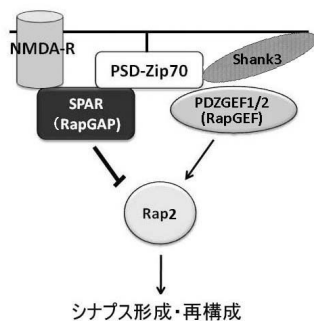 NMDA-R
PSD-Zip70
Shank3
SPAR
(RapGAP)
PDZGEF1/2
(RapGEF)
Rap2
シナプス形成・再構成